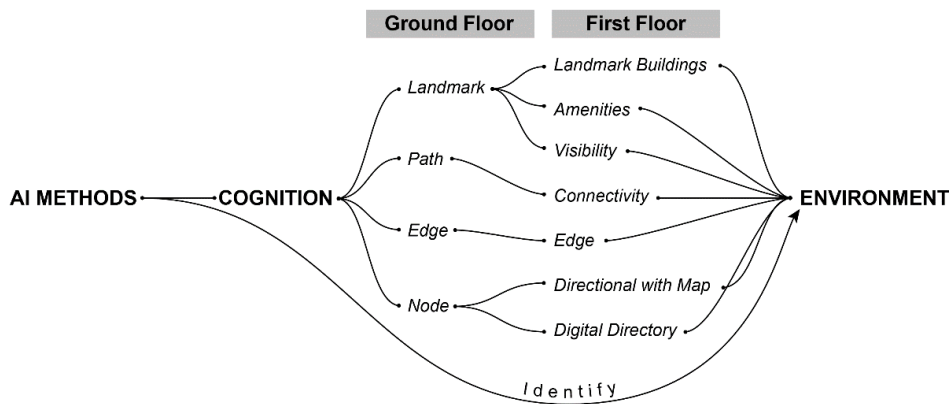 Ground Floor
First Floor
Landmark
Path
Edge
Node
Landmark Buildings
Amenities
Visibility
Connectivity
Edge
Directional with Map
Digital Directory
AI METHODS
COGNITION
ENVIRONMENT
Identify